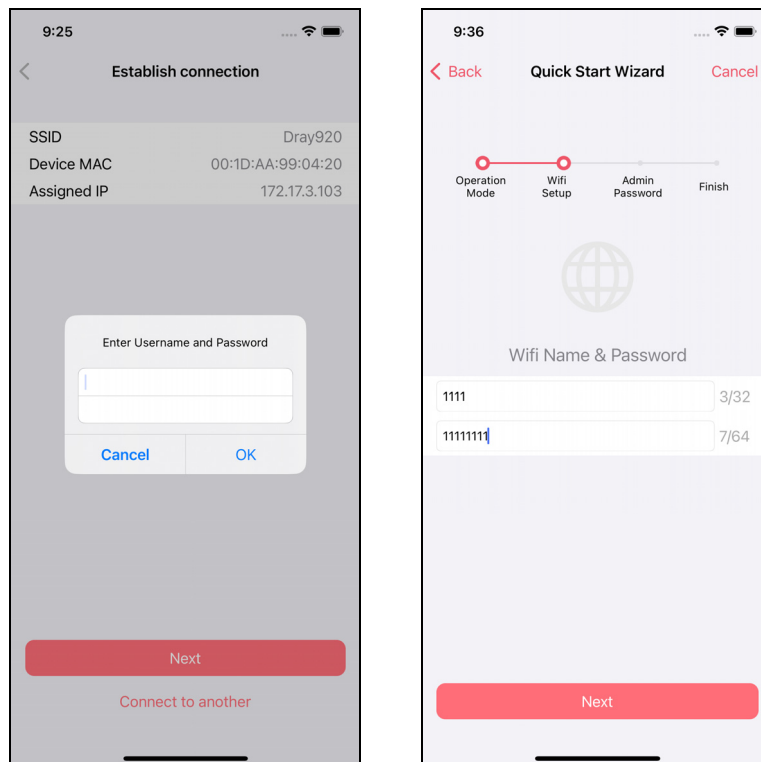 9:25
Establish connection
SSID Dray920
Device MAC 00:1D:AA:99:04:20
Assigned IP 172.17.3.103
Enter Username and Password
Cancel OK
Next
Connect to another
9:36
Back Quick Start Wizard Cancel
Operation Mode
Wifi Setup
Admin Password
Finish
Wifi Name & Password
1111 3/32
11111111 7/64
Next